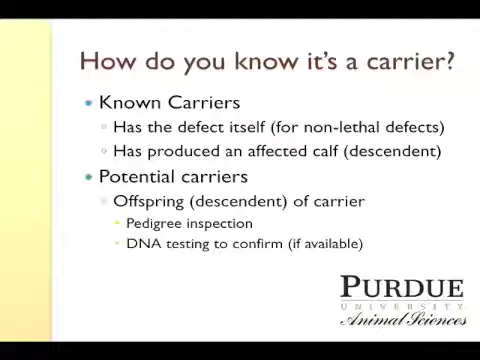 How do you know it's a carrier?
Known Carriers
Has the defect itself (for non-lethal defects)
Has produced an affected calf (descendent)
Potential carriers
Offspring (descendent) of carrier
Pedigree inspection
DNA testing to confirm (if available)
PURDUE
UNIVERSITY
Animal Sciences